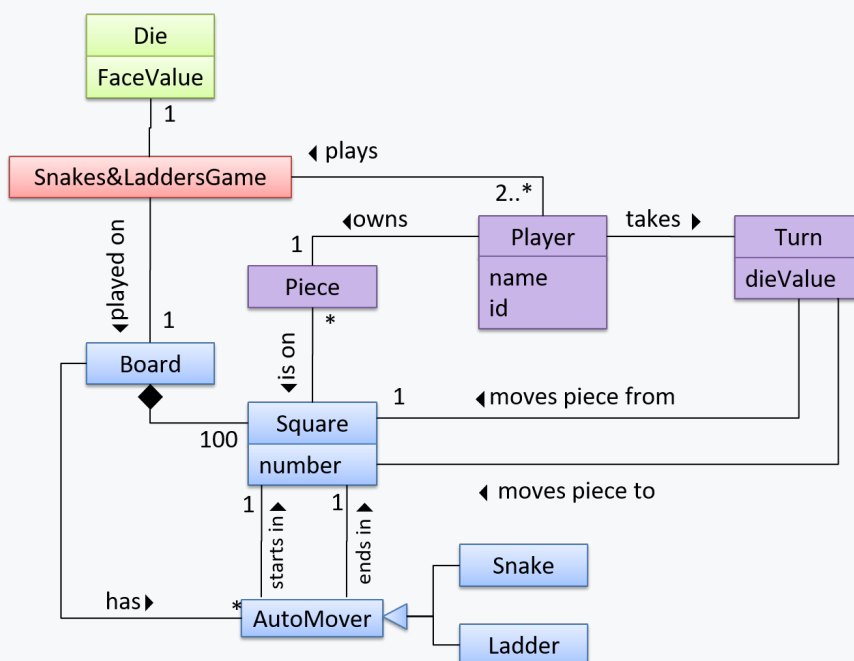 Die
FaceValue
1
plays
Snakes&LaddersGame
2..*
owns
takes
Player
Turn
1
played on
name
id
dieValue
Piece
1
*
is on
Board
1
moves piece from
Square
100
number
moves piece to
1
1
starts in
ends in
Snake
has
*
AutoMover
Ladder